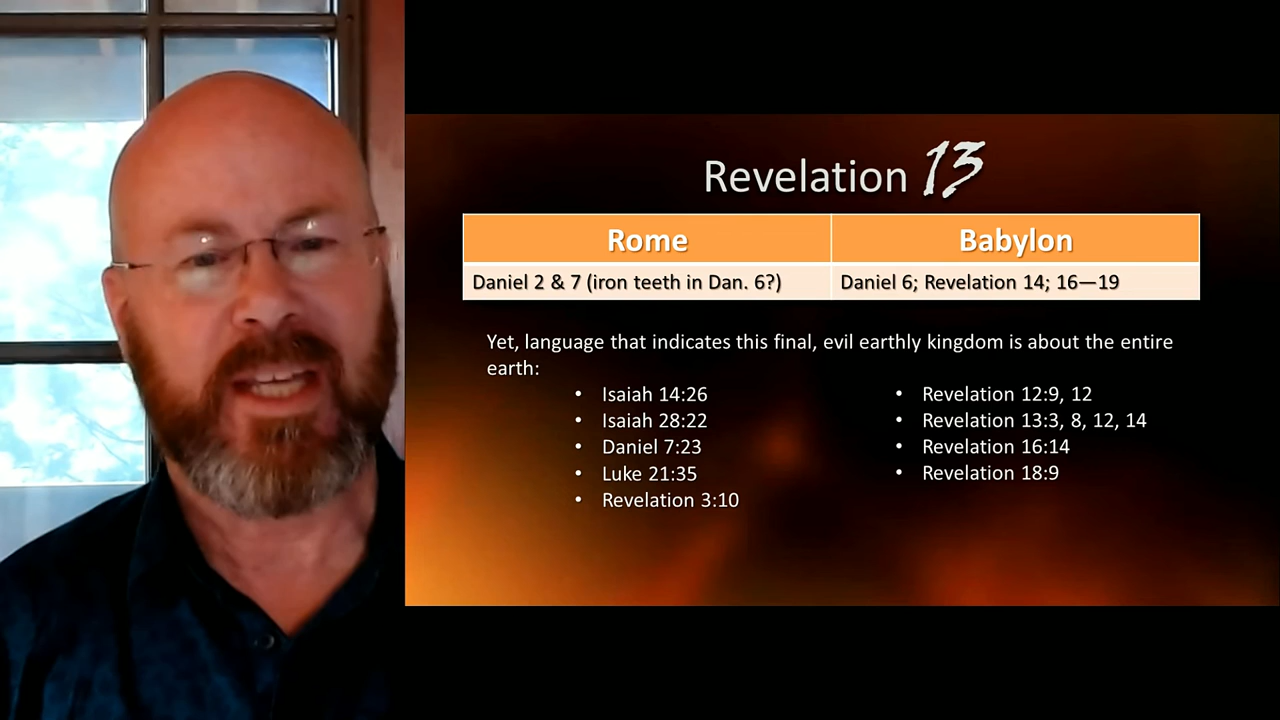 Revelation 13
Rome
Babylon
Daniel 2 & 7 (iron teeth in Dan. 6?)
Daniel 6; Revelation 14; 16—19
Yet, language that indicates this final, evil earthly kingdom is about the entire
earth:
• Isaiah 14:26
• Isaiah 28:22
• Daniel 7:23
• Luke 21:35
• Revelation 3:10
• Revelation 12:9, 12
• Revelation 13:3, 8, 12, 14
• Revelation 16:14
• Revelation 18:9